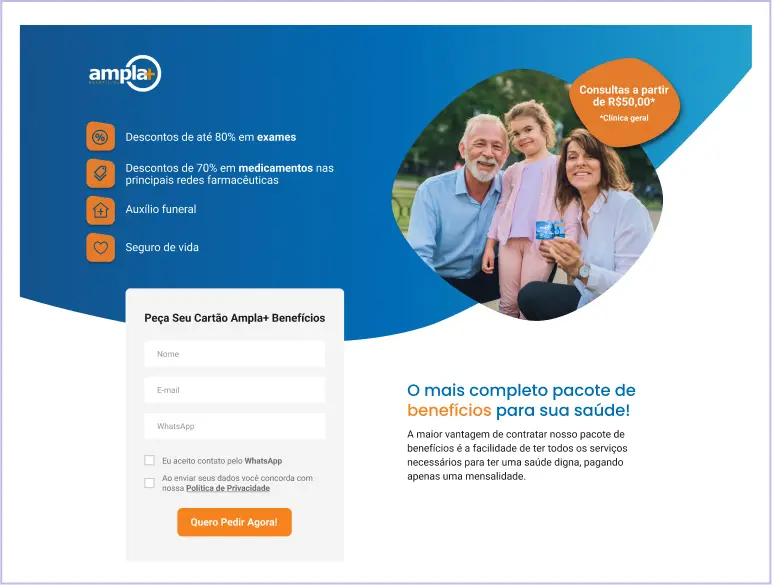 ampla+
Descontos de até 80% em exames
Descontos de 70% em medicamentos nas
principais redes farmacêuticas
Auxílio funeral
Seguro de vida
Consultas a partir
de R$50,00*
*Clínica geral
ampla
Peça Seu Cartão Ampla+ Benefícios
Nome
E-mail
WhatsApp
Eu aceito contato pelo WhatsApp
Ao enviar seus dados você concorda com
nossa Política de Privacidade
Quero Pedir Agora!
O mais completo pacote de
benefícios para sua saúde!
A maior vantagem de contratar nosso pacote de
benefícios é a facilidade de ter todos os serviços
necessários para ter uma saúde digna, pagando
apenas uma mensalidade.